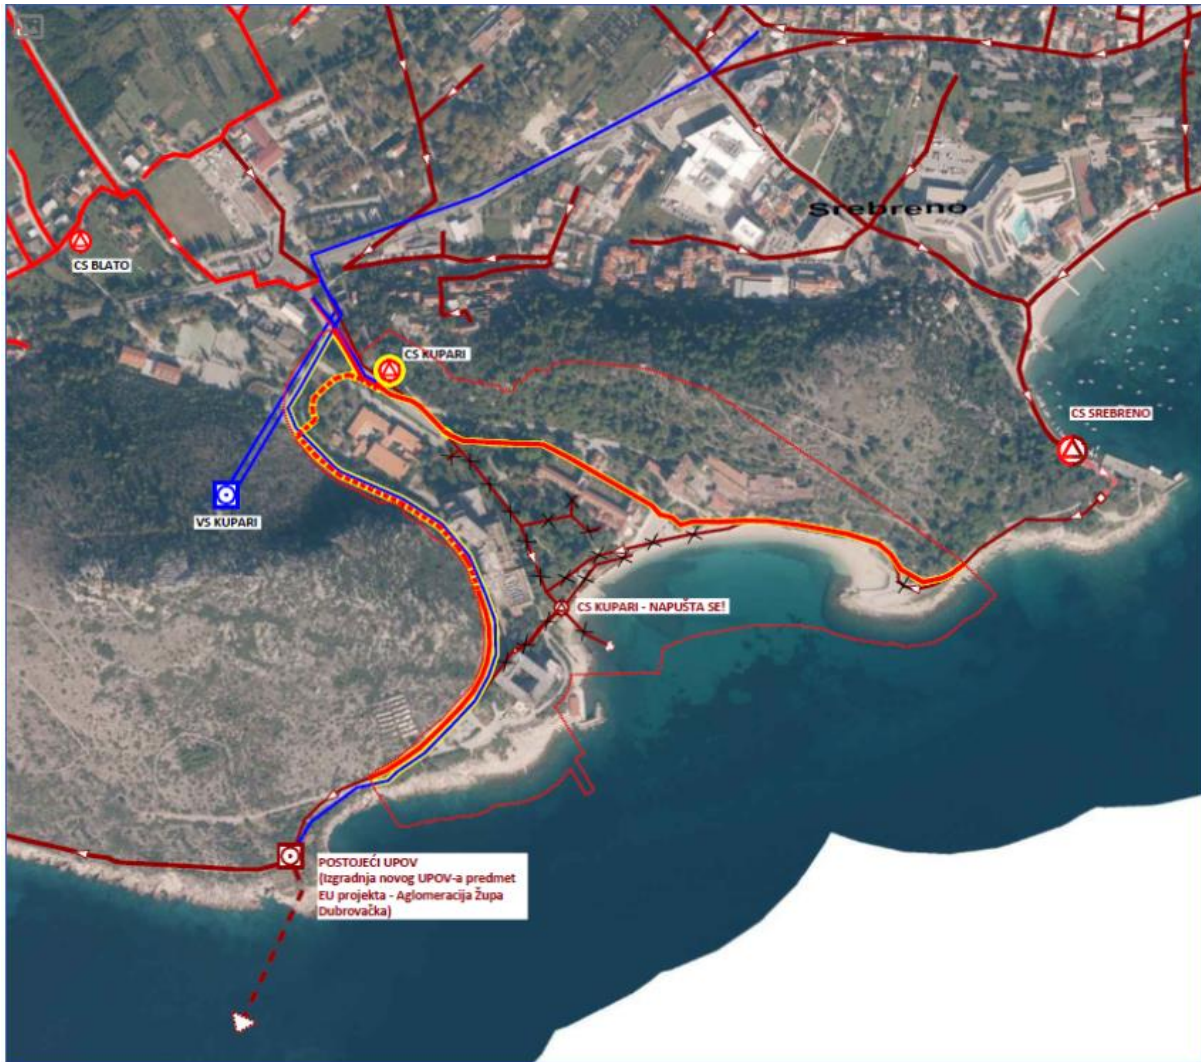 Srebreno
CS BLATO
CS KUPARI
CS SREBRENO
VS KUPARI
CS KUPARI - NAPUŠTA SE!
POSTOJEĆI UPOV
(Izgradnja novog UPOV-a predmet
EU projekta - Aglomeracija Župa
Dubrovačka)